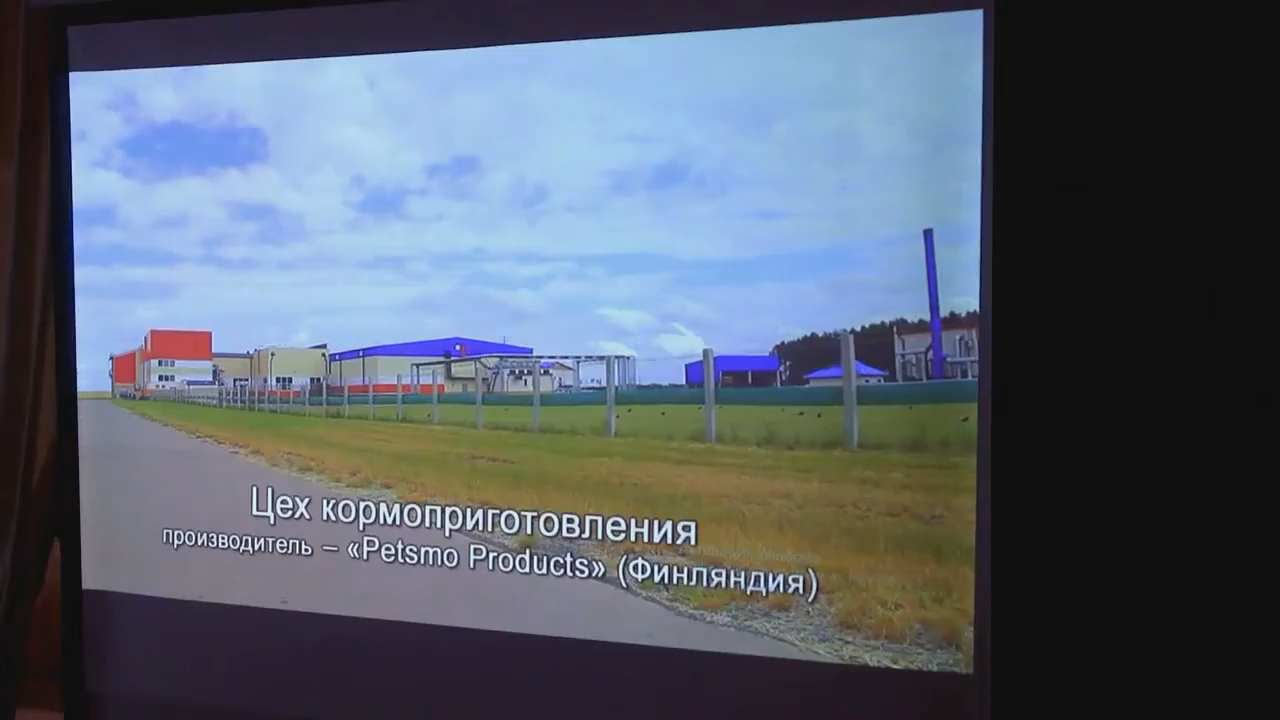 Цех кормоприготовления
производитель – «Petsmo Products» (Финляндия)